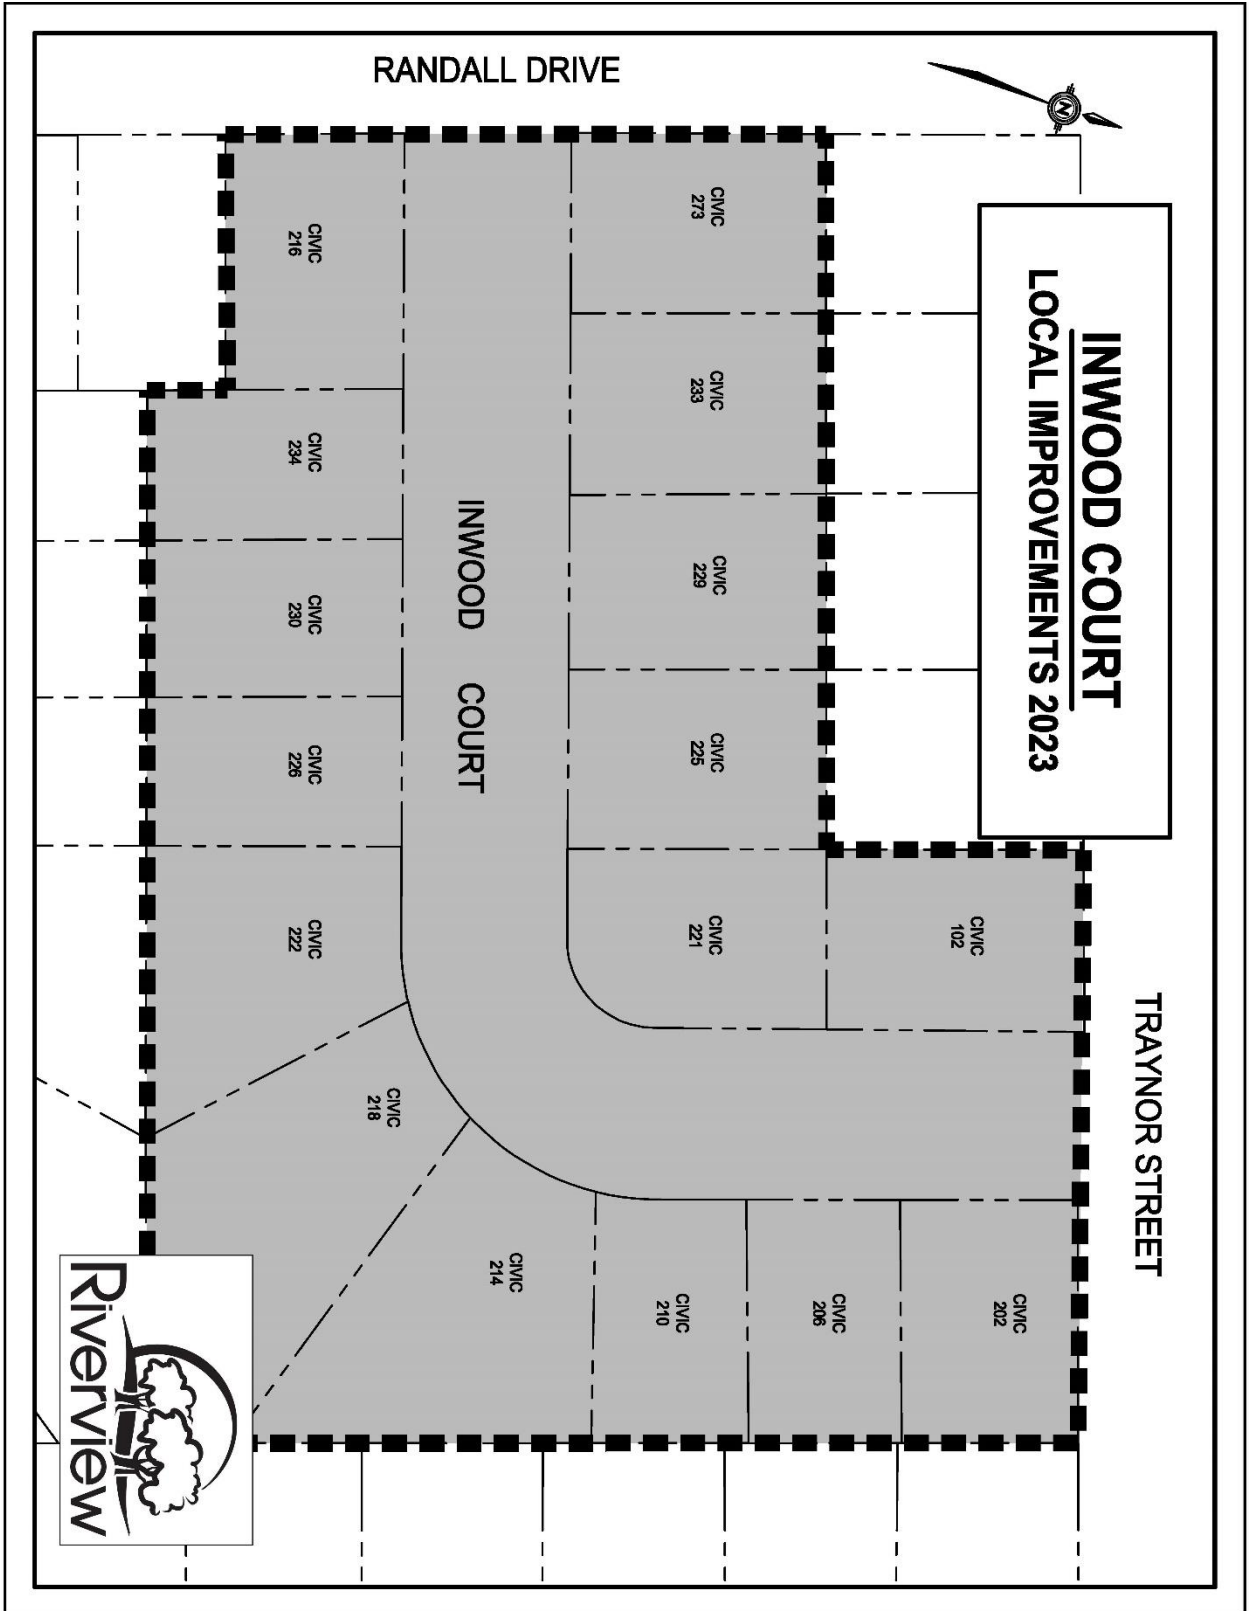 RANDALL DRIVE
N
INWOOD COURT
LOCAL IMPROVEMENTS 2023
CIVIC
273
CIVIC
216
CIVIC
233
CIVIC
234
CIVIC
229
CIVIC
230
INWOOD COURT
CIVIC
225
CIVIC
226
CIVIC
221
CIVIC
102
CIVIC
222
TRAYNOR STREET
CIVIC
218
CIVIC
214
CIVIC
210
CIVIC
206
CIVIC
202
Riverview